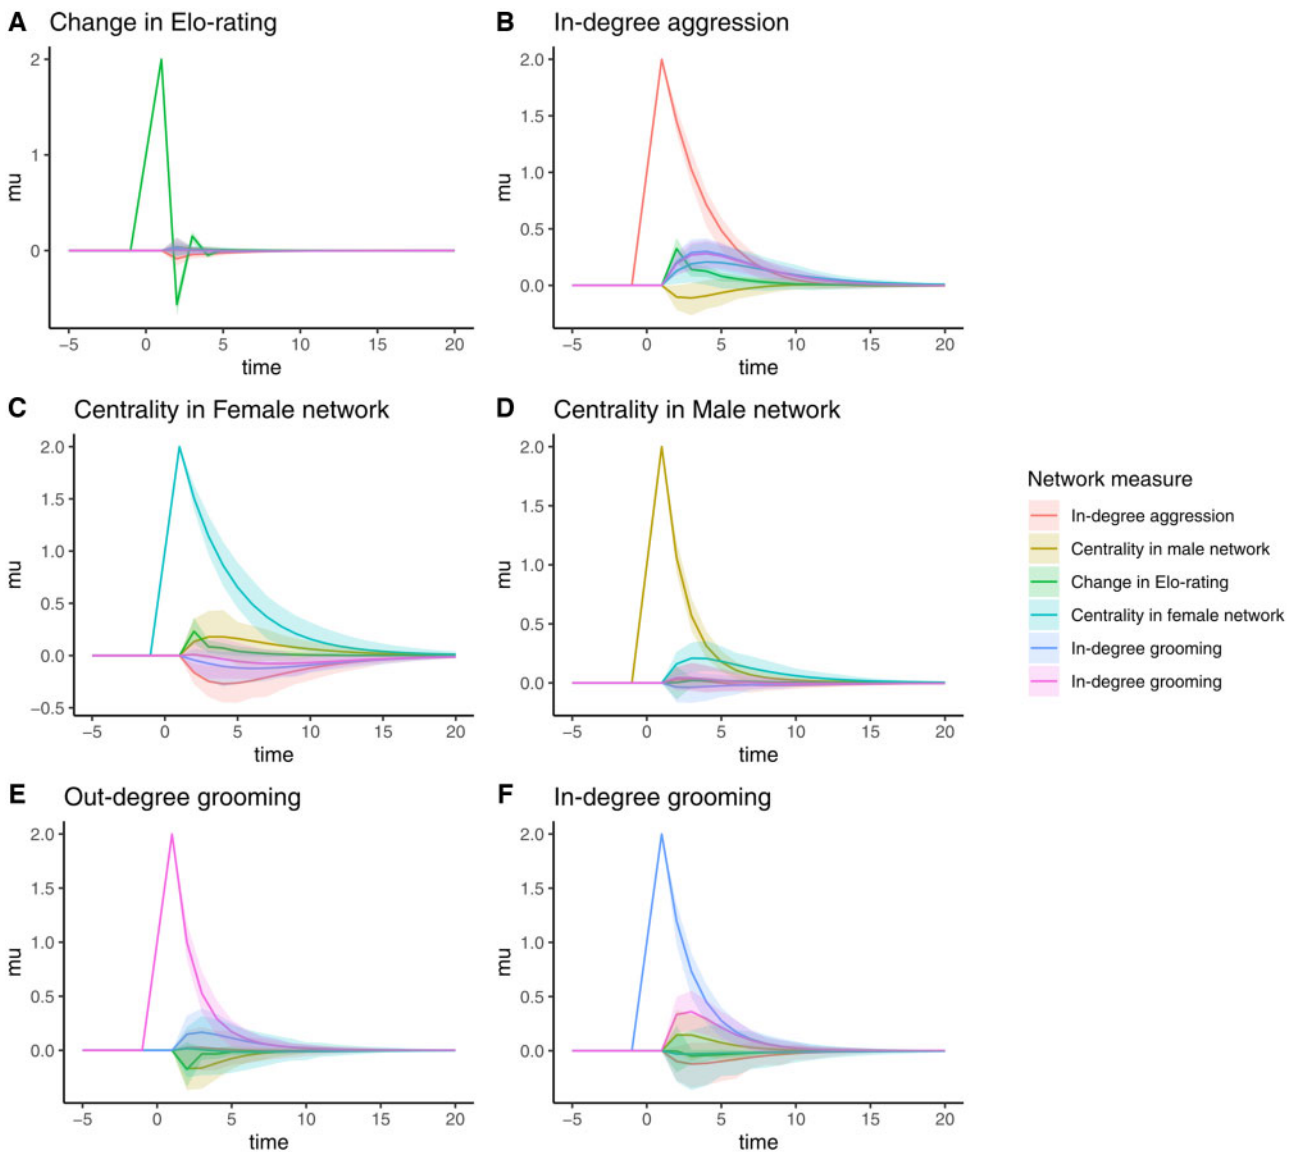 A Change in Elo-rating
2
1
0
mu
−5 0 5 10 15 20
time
B In-degree aggression
2.0
1.5
1.0
0.5
0.0
mu
−5 0 5 10 15 20
time
C Centrality in Female network
2.0
1.5
1.0
0.5
0.0
−0.5
mu
−5 0 5 10 15 20
time
D Centrality in Male network
2.0
1.5
1.0
0.5
0.0
mu
−5 0 5 10 15 20
time
Network measure
In-degree aggression
Centrality in male network
Change in Elo-rating
Centrality in female network
In-degree grooming
In-degree grooming
E Out-degree grooming
2.0
1.5
1.0
0.5
0.0
mu
−5 0 5 10 15 20
time
F In-degree grooming
2.0
1.5
1.0
0.5
0.0
mu
−5 0 5 10 15 20
time